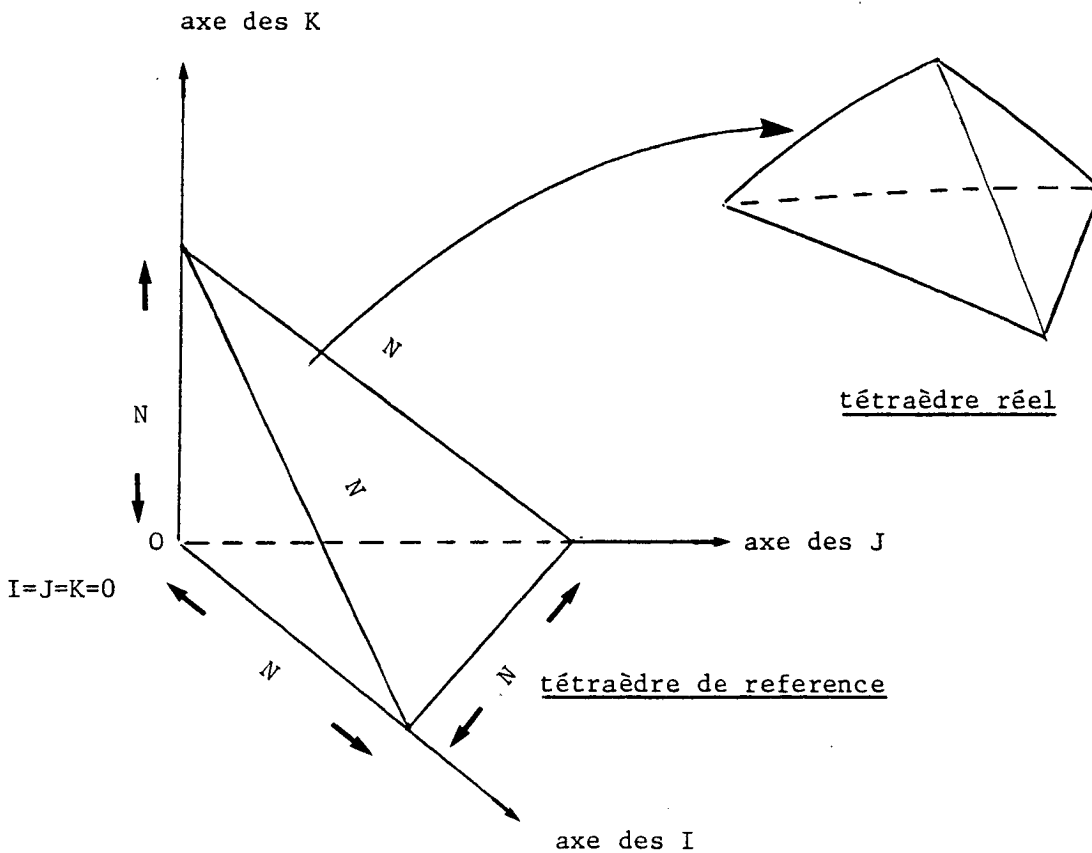 axe des K
N
N
tétraèdre réel
N
O
axe des J
I=J=K=0
N
N
tétraèdre de reference
axe des I